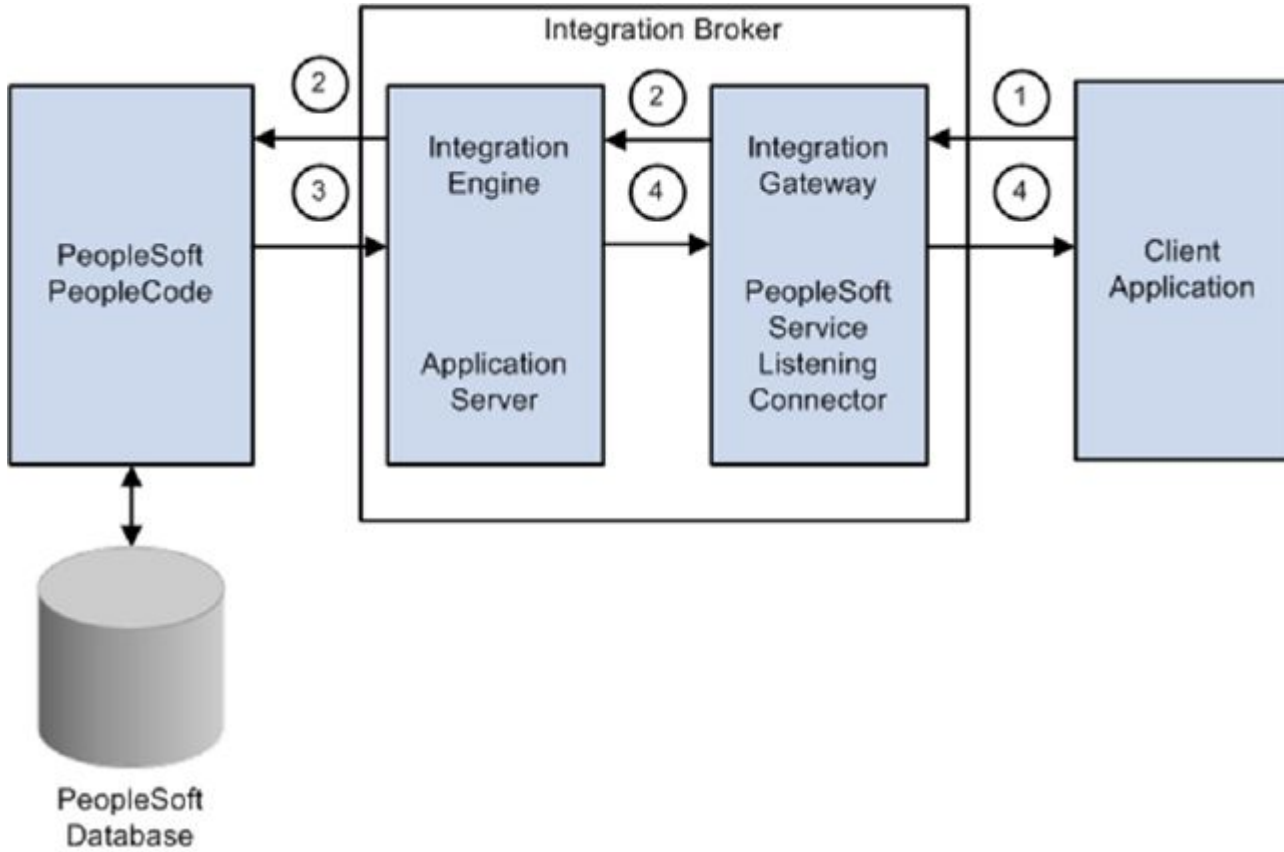 Integration Broker
2
2
1
3
4
4
PeopleSoft
PeopleCode
Integration
Engine
Application
Server
Integration
Gateway
PeopleSoft
Service
Listening
Connector
Client
Application
PeopleSoft
Database